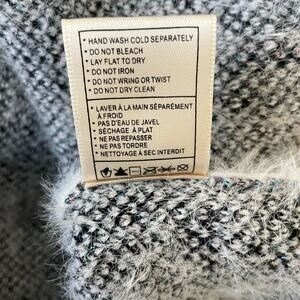 * HAND WASH COLD SEPARATELY
* DO NOT BLEACH
* LAY FLAT TO DRY
* DO NOT IRON
* DO NOT WRING OR TWIST
* DO NOT DRY CLEAN
* LAVER À LA MAIN SÉPARÉMENT
À FROID
* PAS D'EAU DE JAVEL
* SÉCHAGE À PLAT
* NE PAS REPASSER
* NE PAS TORDRE
* NETTOYAGE À SEC INTERDIT